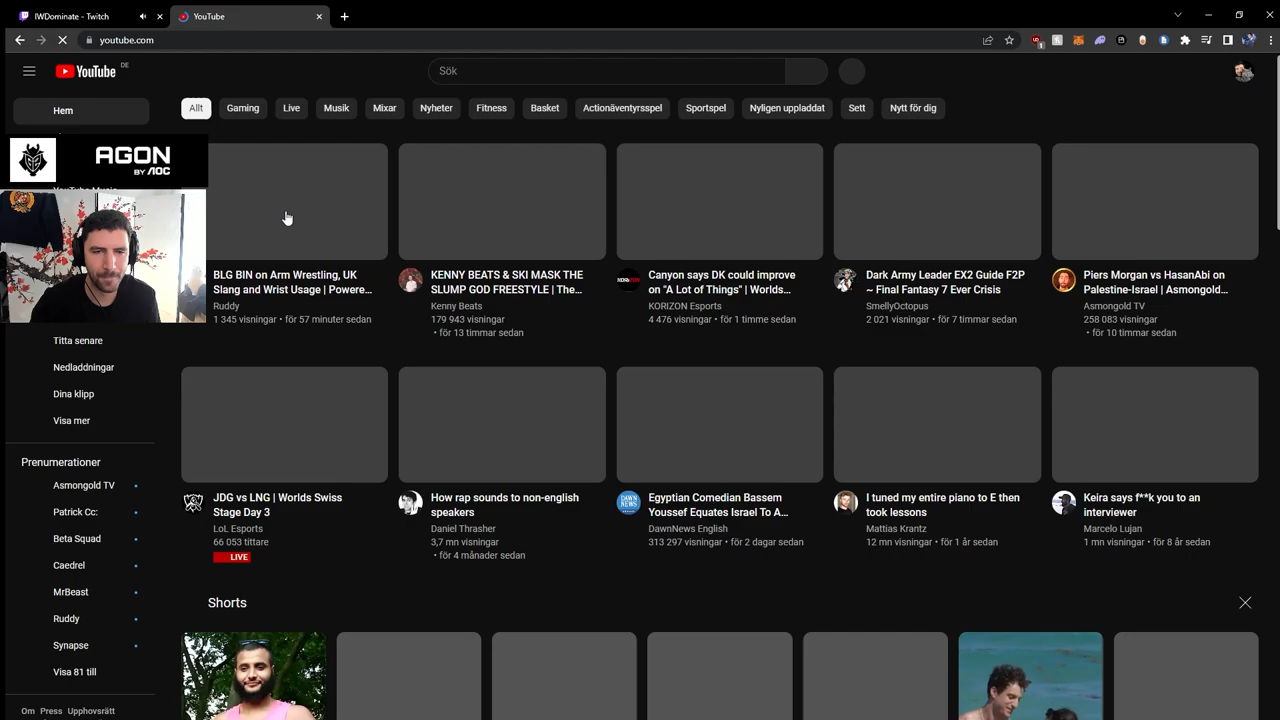 IWDominate - Twitch
YouTube
youtube.com
YouTube DE
Sök
Hem
Allt
Gaming
Live
Musik
Mixar
Nyheter
Fitness
Basket
Actionäventyrsspel
Sportspel
Nyligen uppladdat
Sett
Nytt för dig
AGON
BY AOC
BLG BIN on Arm Wrestling, UK
Slang and Wrist Usage | Powere...
Ruddy
1 345 visningar • för 57 minuter sedan
KENNY BEATS & SKI MASK THE
SLUMP GOD FREESTYLE | The...
Kenny Beats
179 943 visningar
• för 13 timmar sedan
KORIZON
Canyon says DK could improve
on "A Lot of Things" | Worlds...
KORIZON Esports
4 476 visningar • för 1 timme sedan
Dark Army Leader EX2 Guide F2P
~ Final Fantasy 7 Ever Crisis
SmellyOctopus
2 021 visningar • för 7 timmar sedan
Piers Morgan vs HasanAbi on
Palestine-Israel | Asmongold...
Asmongold TV
258 083 visningar
• för 10 timmar sedan
Titta senare
Nedladdningar
Dina klipp
Visa mer
Prenumerationer
Asmongold TV
Patrick Cc:
Beta Squad
Caedrel
MrBeast
Ruddy
Synapse
Visa 81 till
Om Press Upphovsrätt
JDG vs LNG | Worlds Swiss
Stage Day 3
LoL Esports
66 053 tittare
LIVE
How rap sounds to non-english
speakers
Daniel Thrasher
3,7 mn visningar
• för 4 månader sedan
DAWN
NEWS
Egyptian Comedian Bassem
Youssef Equates Israel To A...
DawnNews English
313 297 visningar • för 2 dagar sedan
I tuned my entire piano to E then
took lessons
Mattias Krantz
12 mn visningar • för 1 år sedan
Keira says f**k you to an
interviewer
Marcelo Lujan
1 mn visningar • för 8 år sedan
Shorts